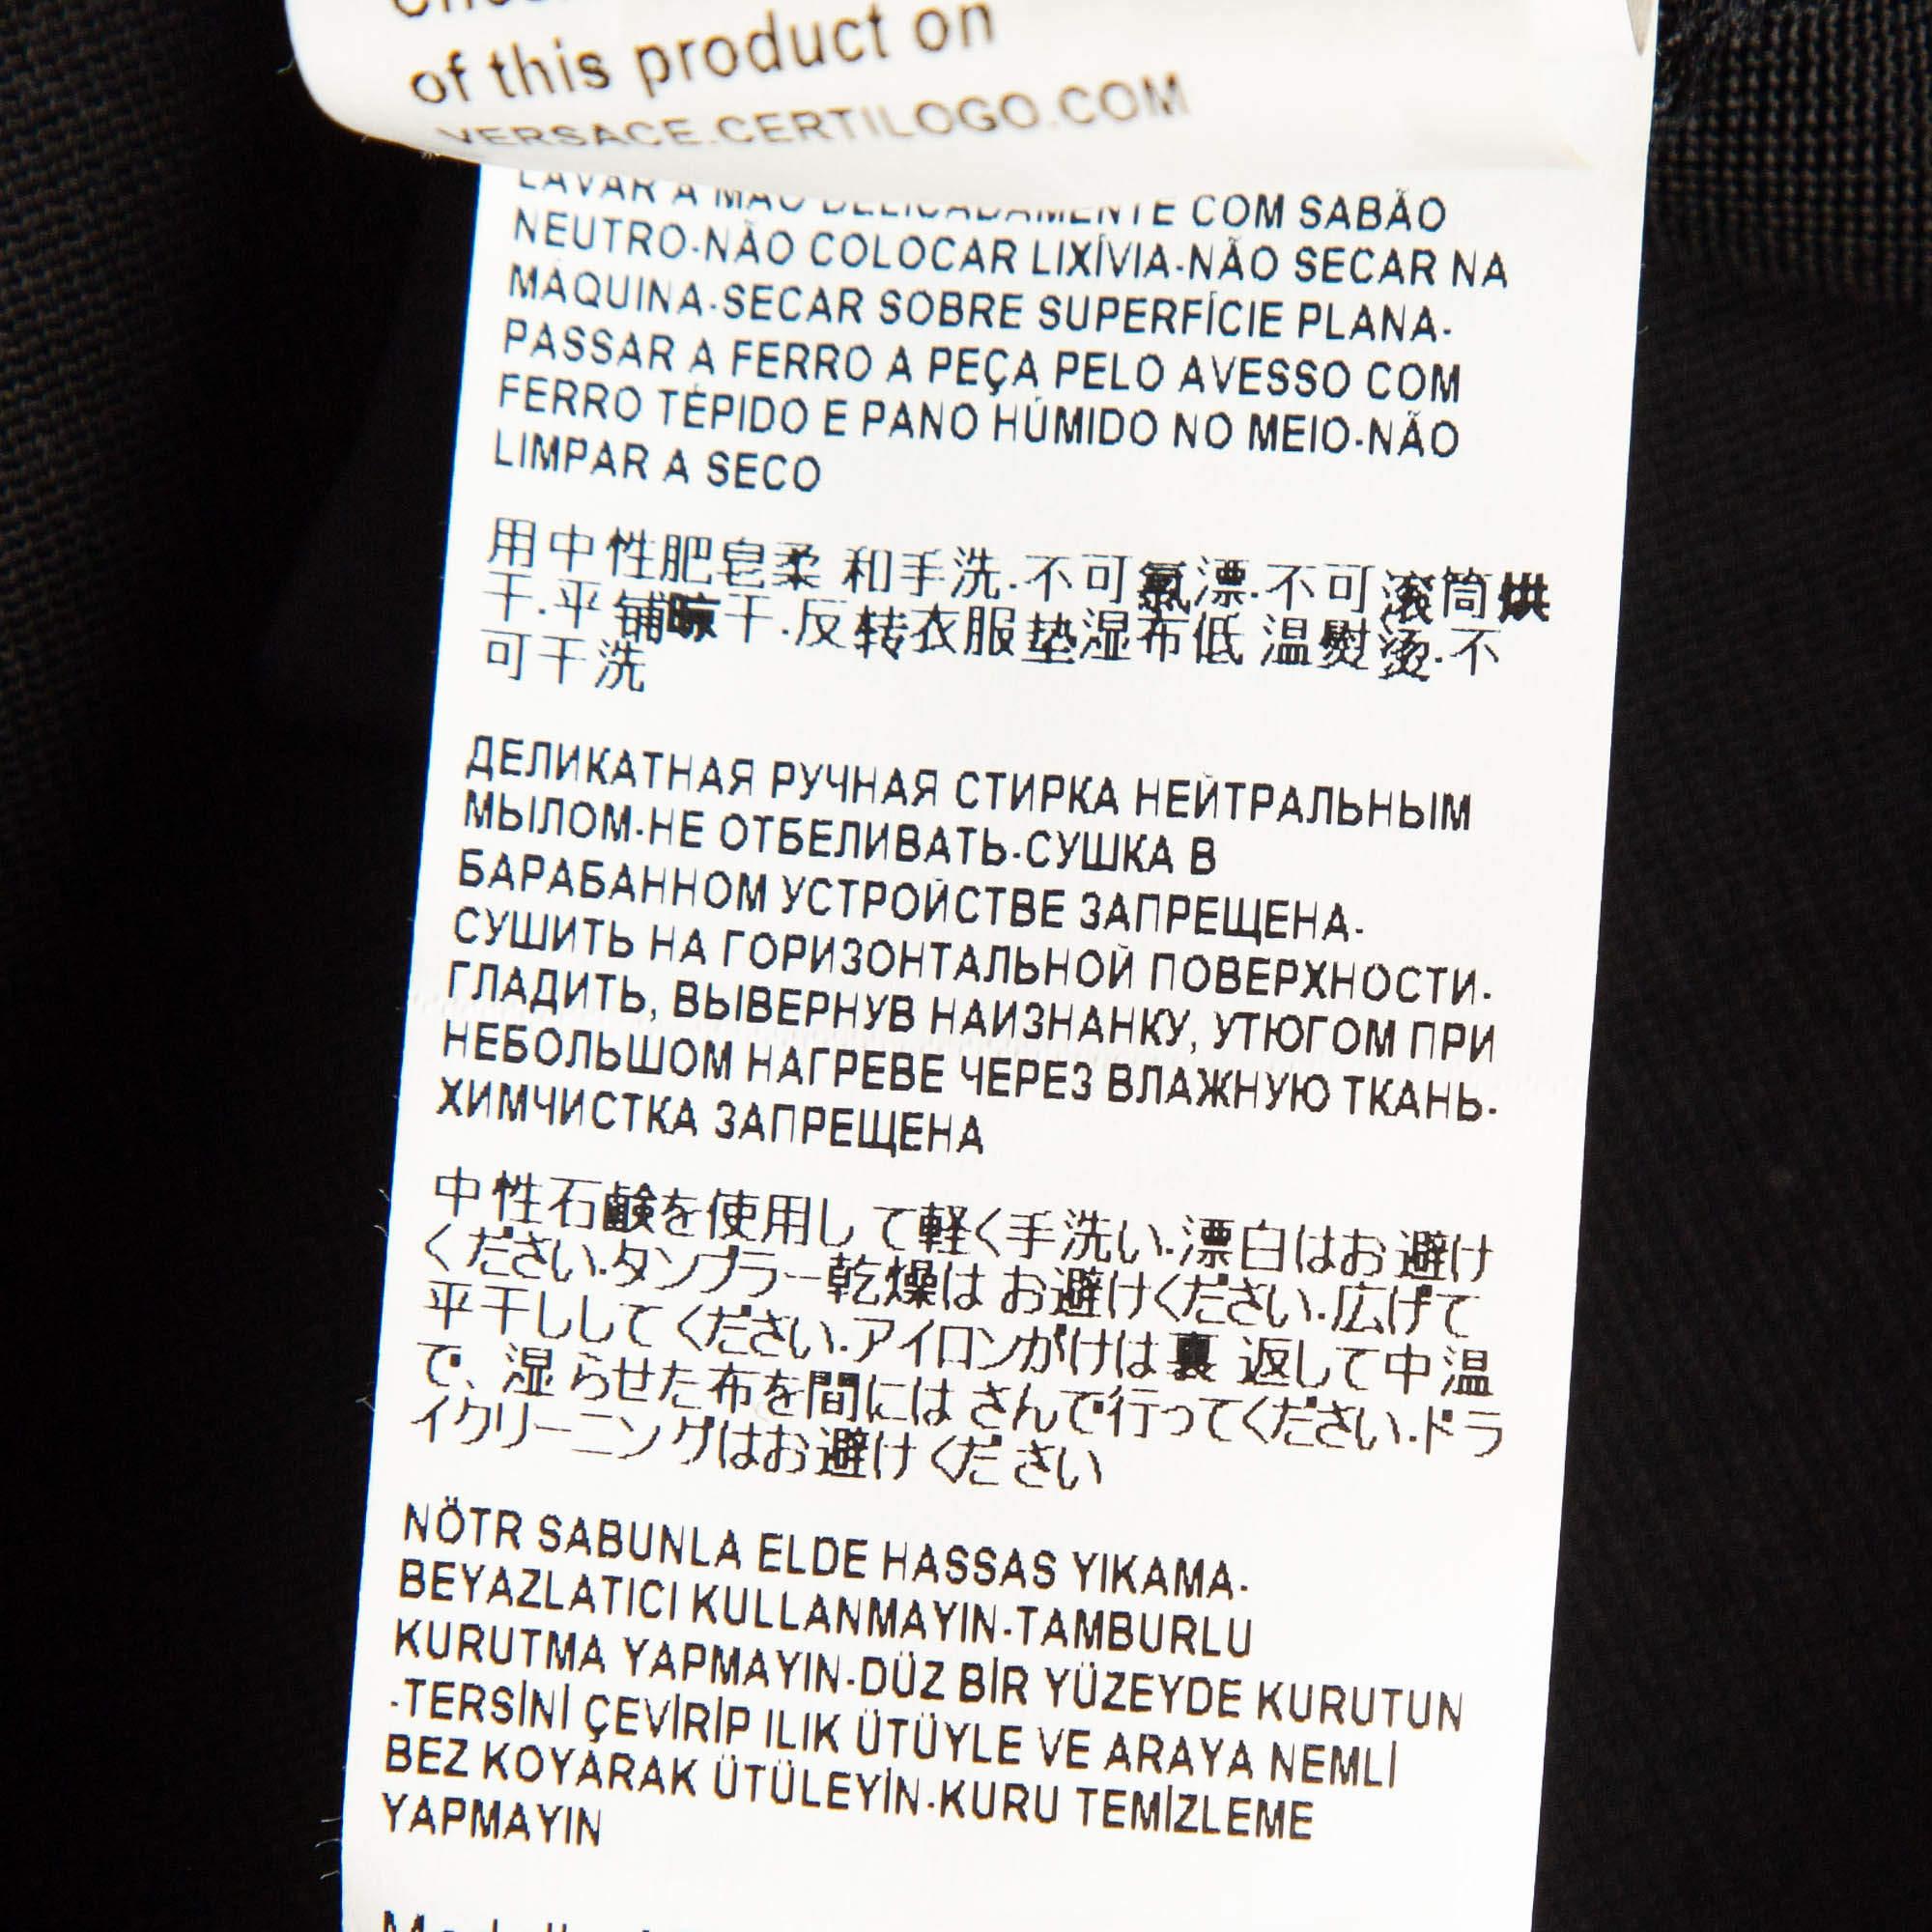 of this product on
VERSACE.CERTILOGO.COM
LAVAR A MÃO DELICADAMENTE COM SABÃO
NEUTRO-NÃO COLOCAR LIXÍVIA-NÃO SECAR NA
MÁQUINA-SECAR SOBRE SUPERFÍCIE PLANA-
PASSAR A FERRO A PEÇA PELO AVESSO COM
FERRO TÉPIDO E PANO HÚMIDO NO MEIO-NÃO
LIMPAR A SECO
用中性肥皂柔 和手洗-不可氯漂-不可滚筒烘
干-平铺晾干-反转衣服垫湿布低 温熨烫-不
可干洗
ДЕЛИКАТНАЯ РУЧНАЯ СТИРКА НЕЙТРАЛЬНЫМ
МЫЛОМ-НЕ ОТБЕЛИВАТЬ-СУШКА В
БАРАБАННОМ УСТРОЙСТВЕ ЗАПРЕЩЕНА-
СУШИТЬ НА ГОРИЗОНТАЛЬНОЙ ПОВЕРХНОСТИ-
ГЛАДИТЬ, ВЫВЕРНУВ НАИЗНАНКУ, УТЮГОМ ПРИ
НЕБОЛЬШОМ НАГРЕВЕ ЧЕРЕЗ ВЛАЖНУЮ ТКАНЬ-
ХИМЧИСТКА ЗАПРЕЩЕНА
中性石鹸を使用し て軽く手洗い-漂白はお 避け
ください-タンブラー乾燥は お避けください-広げて
平干ししてください-アイロンがけは裏 返して中温
で、湿らせた布を間には さんで行ってください-ドラ
イクリーニングはお避けください
NÖTR SABUNLA ELDE HASSAS YIKAMA-
BEYAZLATICI KULLANMAYIN-TAMBURLU
KURUTMA YAPMAYIN-DÜZ BİR YÜZEYDE KURUTUN
-TERSİNİ ÇEVİRİP ILIK ÜTÜYLE VE ARAYA NEMLİ
BEZ KOYARAK ÜTÜLEYİN-KURU TEMİZLEME
YAPMAYIN